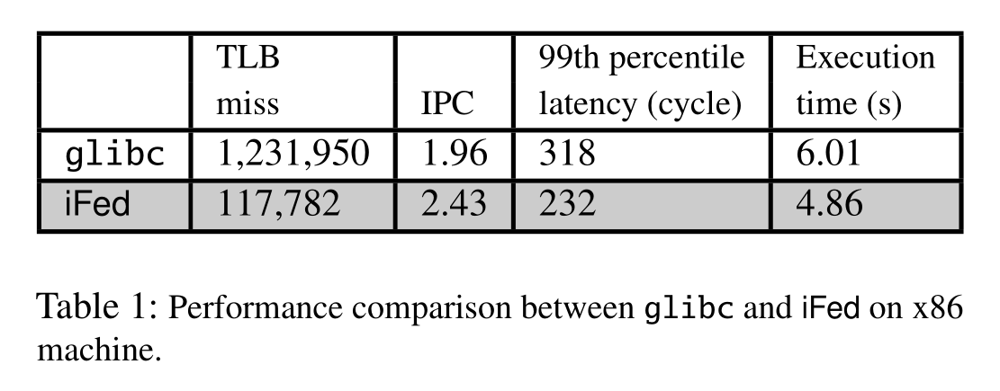 TLB miss IPC 99th percentile latency (cycle) Execution time (s)
glibc 1,231,950 1.96 318 6.01
iFed 117,782 2.43 232 4.86
Table 1: Performance comparison between glibc and iFed on x86
machine.